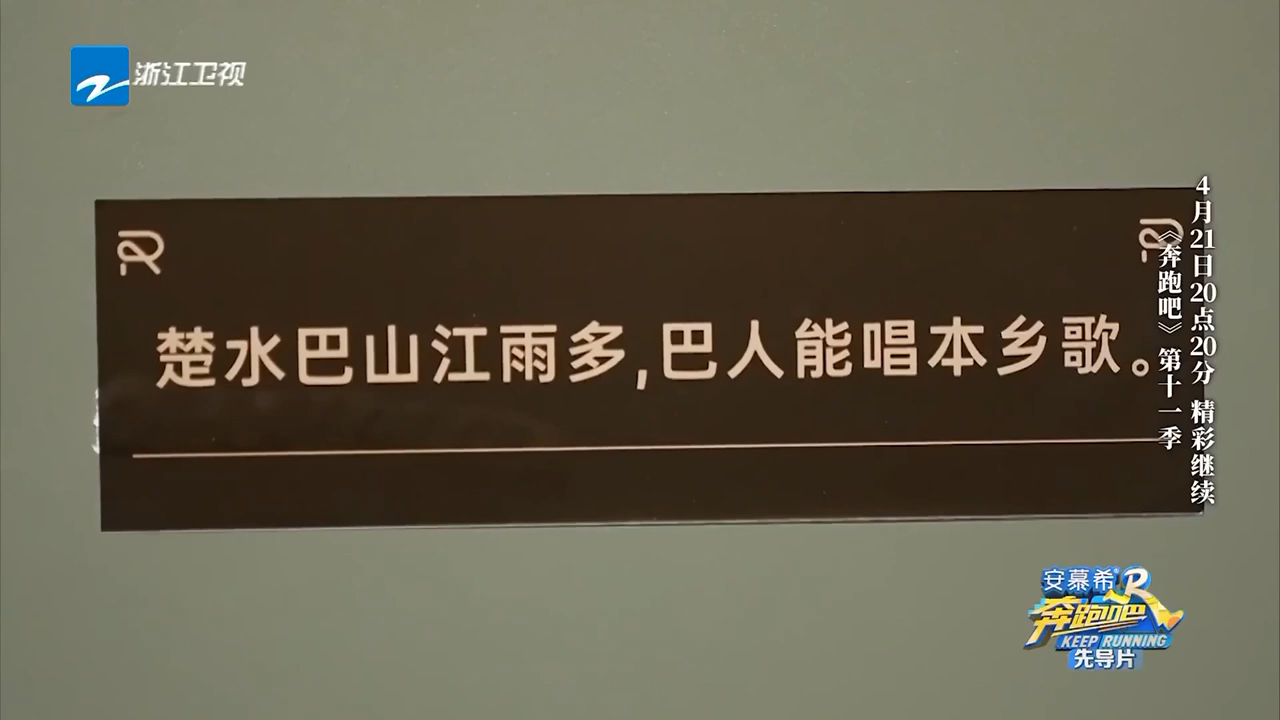 浙江卫视
楚水巴山江雨多,巴人能唱本乡歌。
4月21日20点20分 精彩继续
《奔跑吧》第十一季
安慕希
R
奔跑吧
KEEP RUNNING
先导片